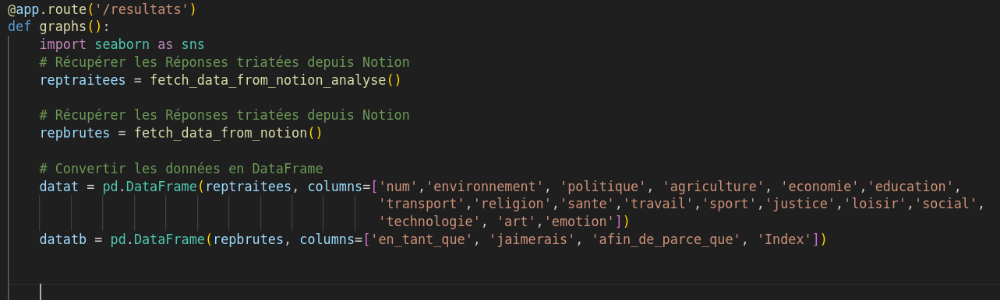 @app.route('/resultats')
def graphs():
import seaborn as sns
# Récupérer les Réponses triatées depuis Notion
reptraitees = fetch_data_from_notion_analyse()
# Récupérer les Réponses triatées depuis Notion
repbrutes = fetch_data_from_notion()
# Convertir les données en DataFrame
datat = pd.DataFrame(reptraitees, columns=['num','environnement', 'politique', 'agriculture', 'economie','education',
'transport','religion','sante','travail','sport','justice','loisir','social',
'technologie', 'art','emotion'])
datatb = pd.DataFrame(repbrutes, columns=['en_tant_que', 'jaimerais', 'afin_de_parce_que', 'Index'])